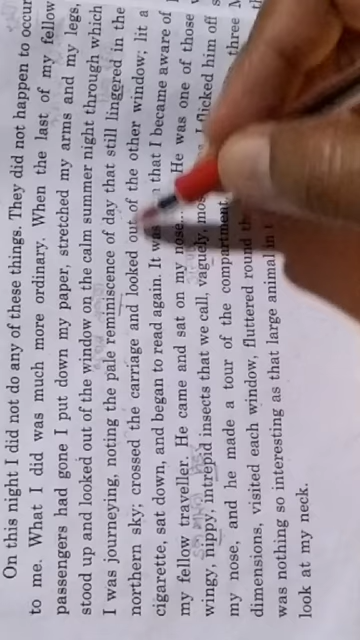 On this night I did not do any of these things. They did not happen to occur
to me. What I did was much more ordinary. When the last of my fellow
passengers had gone I put down my paper, stretched my arms and my legs,
stood up and looked out of the window on the calm summer night through which
I was journeying, noting the pale reminiscence of day that still lingered in the
northern sky; crossed the carriage and looked out of the other window; lit a
cigarette, sat down, and began to read again. It was that I became aware of
my fellow traveller. He came and sat on my nose... He was one of those
wingy, nippy, intrepid insects that we call, vaguely, I flicked him off
my nose, and he made a tour of the compartment three
dimensions, visited each window, fluttered round
was nothing so interesting as that large animal in
look at my neck.